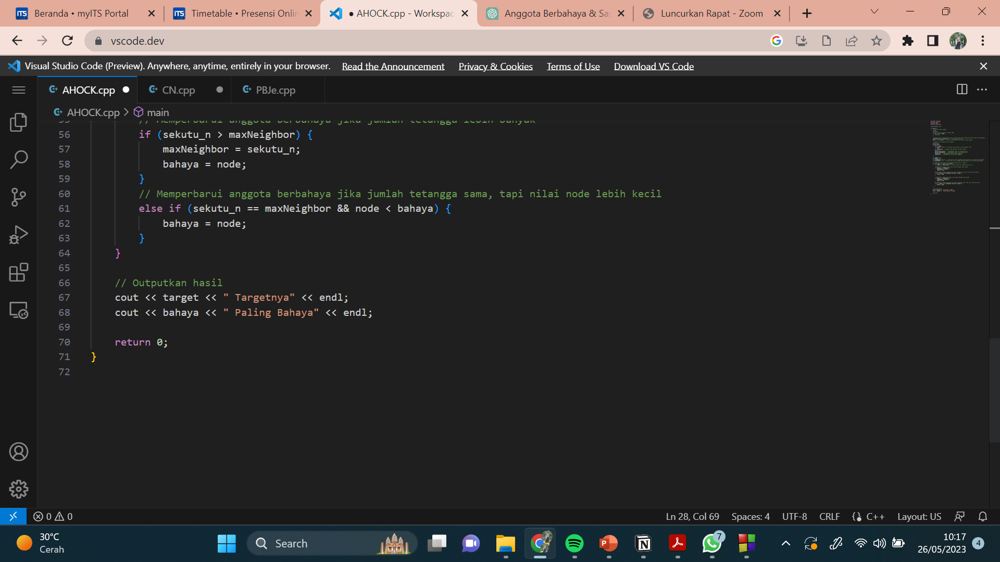 Beranda • myITS Portal
Timetable • Presensi Onlin
● AHOCK.cpp - Workspac
Anggota Berbahaya & Sas
Luncurkan Rapat - Zoom
vscode.dev
Visual Studio Code (Preview). Anywhere, anytime, entirely in your browser. Read the Announcement Privacy & Cookies Terms of Use Download VS Code
AHOCK.cpp
CN.cpp
PBJe.cpp
AHOCK.cpp > main
55 // Memperbarui anggota berbahaya jika jumlah tetangga lebih banyak
56 if (sekutu_n > maxNeighbor) {
57 maxNeighbor = sekutu_n;
58 bahaya = node;
59 }
60 // Memperbarui anggota berbahaya jika jumlah tetangga sama, tapi nilai node lebih kecil
61 else if (sekutu_n == maxNeighbor && node < bahaya) {
62 bahaya = node;
63 }
64 }
65
66 // Outputkan hasil
67 cout << target << " Targetnya" << endl;
68 cout << bahaya << " Paling Bahaya" << endl;
69
70 return 0;
71 }
72
0 0
Ln 28, Col 69 Spaces: 4 UTF-8 CRLF {} C++ Layout: US
30°C
Cerah
Search
7
10:17
26/05/2023
4